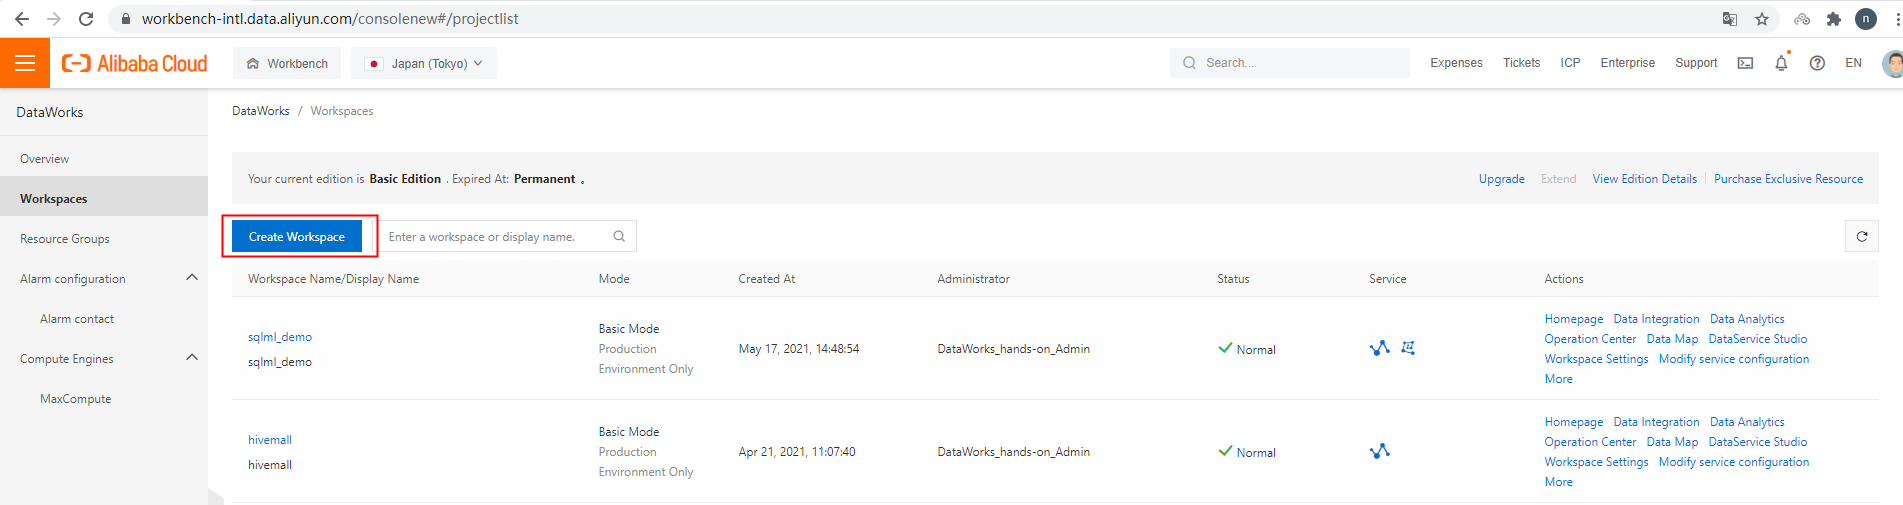 workbench-intl.data.aliyun.com/consolenew#/projectlist
n
Alibaba Cloud
Workbench
Japan (Tokyo)
Search...
Expenses
Tickets
ICP
Enterprise
Support
EN
DataWorks
Overview
Workspaces
Resource Groups
Alarm configuration
Alarm contact
Compute Engines
MaxCompute
DataWorks / Workspaces
Your current edition is Basic Edition . Expired At: Permanent 。
Upgrade Extend View Edition Details Purchase Exclusive Resource
Create Workspace
Enter a workspace or display name.
Workspace Name/Display Name Mode Created At Administrator Status Service Actions
sqlml_demo
sqlml_demo
Basic Mode
Production
Environment Only
May 17, 2021, 14:48:54
DataWorks_hands-on_Admin
Normal
Homepage Data Integration Data Analytics
Operation Center Data Map DataService Studio
Workspace Settings Modify service configuration
More
hivemall
hivemall
Basic Mode
Production
Environment Only
Apr 21, 2021, 11:07:40
DataWorks_hands-on_Admin
Normal
Homepage Data Integration Data Analytics
Operation Center Data Map DataService Studio
Workspace Settings Modify service configuration
More